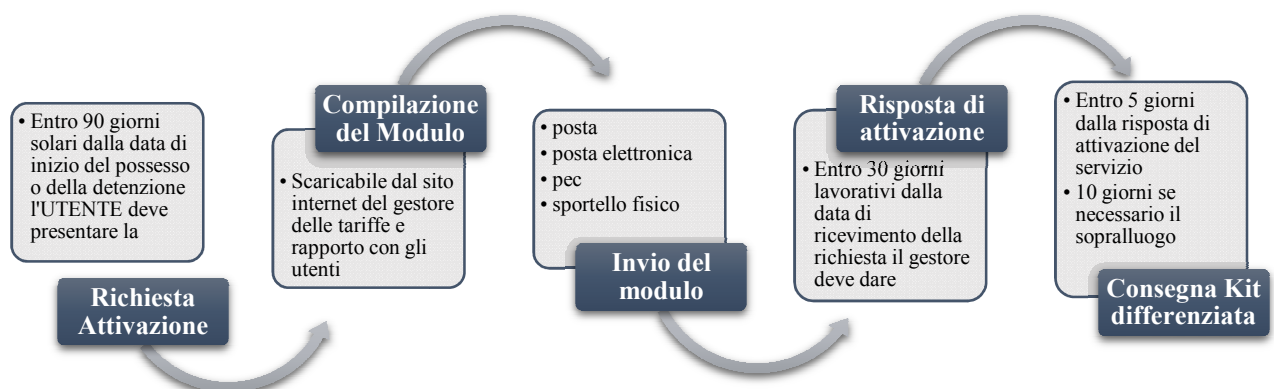 • Entro 90 giorni
solari dalla data di
inizio del possesso
o della detenzione
l'UTENTE deve
presentare la
Richiesta
Attivazione
Compilazione
del Modulo
• Scaricabile dal sito
internet del gestore
delle tariffe e
rapporto con gli
utenti
• posta
• posta elettronica
• pec
• sportello fisico
Invio del
modulo
Risposta di
attivazione
• Entro 30 giorni
lavorativi dalla
data di
ricevimento della
richiesta il gestore
deve dare
• Entro 5 giorni
dalla risposta di
attivazione del
servizio
• 10 giorni se
necessario il
sopralluogo
Consegna Kit
differenziata